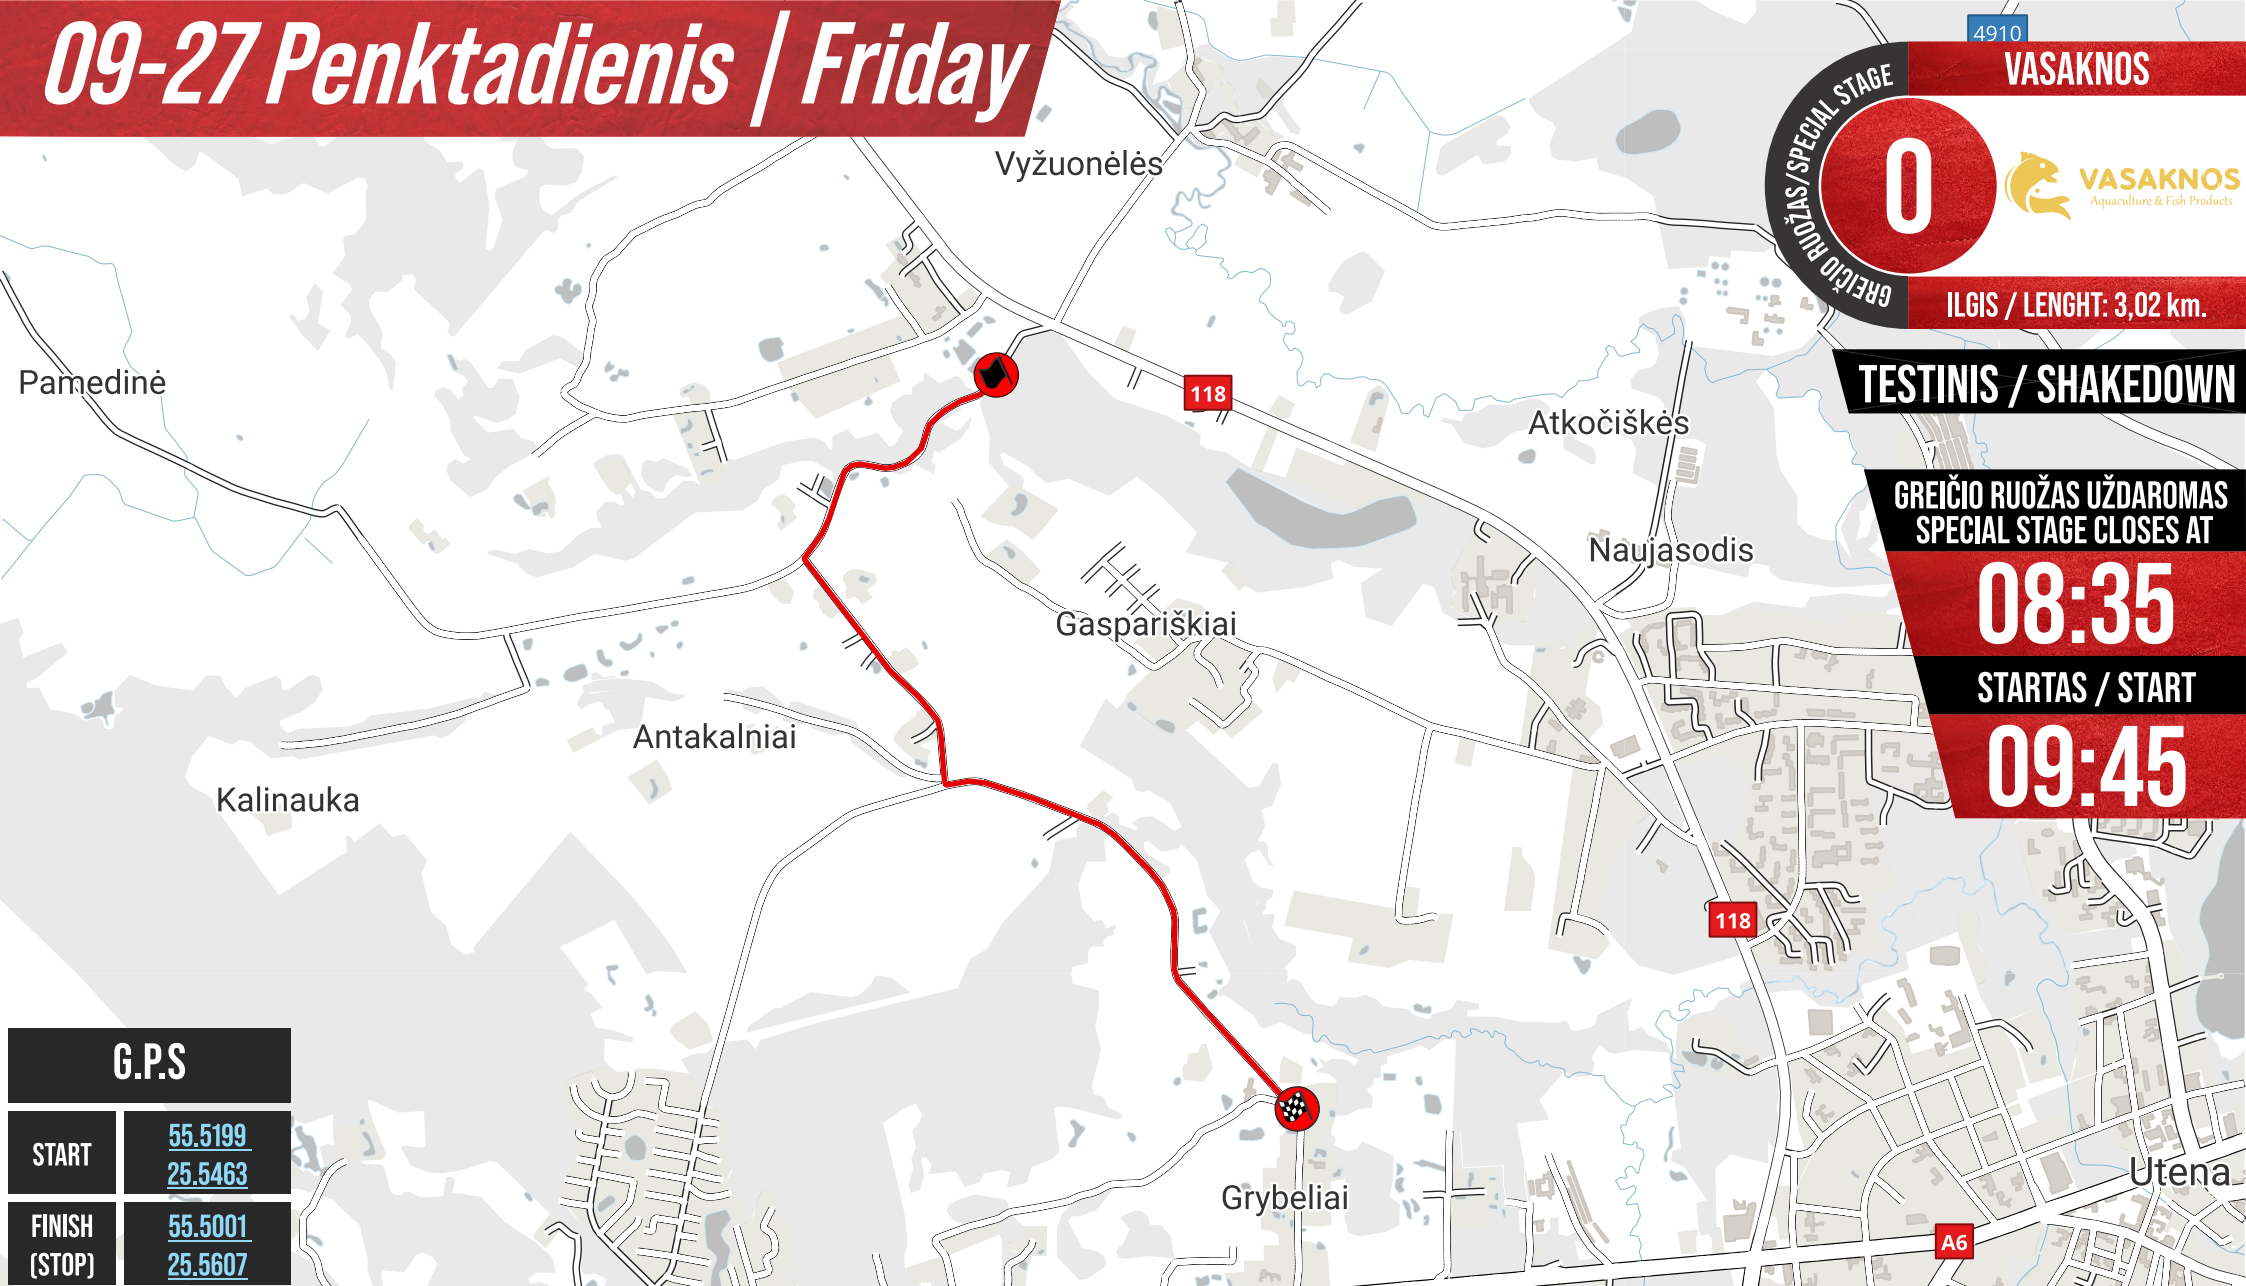 09-27 Penktadienis | Friday
4910
VASAKNOS
GREIČIO RUOŽAS/SPECIAL STAGE
0
VASAKNOS
Aquaculture & Fish Products
ILGIS / LENGHT: 3,02 km.
TESTINIS / SHAKEDOWN
GREIČIO RUOŽAS UŽDAROMAS
SPECIAL STAGE CLOSES AT
08:35
STARTAS / START
09:45
Vyžuonėlės
Pamedinė
118
Atkočiškės
Naujasodis
Gaspariškiai
Antakalniai
Kalinauka
118
Grybeliai
Utena
A6
G.P.S
START
55.5199
25.5463
FINISH
(STOP)
55.5001
25.5607